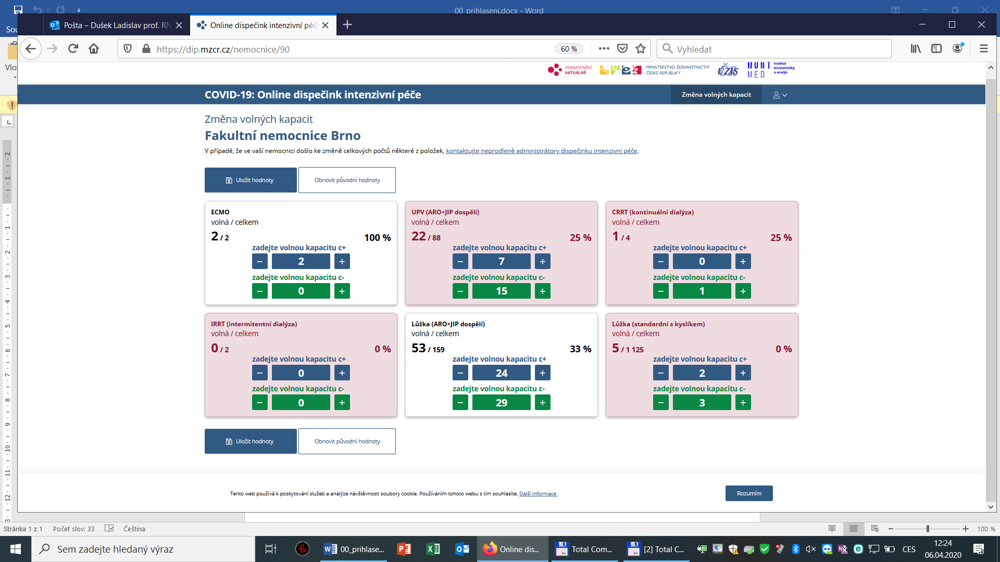 00_prihlaseni.docx - Word
Sou
Pošta – Dušek Ladislav prof. RN
Online dispečink intenzivní péče
https://dip.mzcr.cz/nemocnice/90
60 %
Vyhledat
Vlož
ONEMOCNĚNÍ
AKTUÁLNĚ
MINISTERSTVO ZDRAVOTNICTVÍ
ČESKÉ REPUBLIKY
ÚZIS
MUNI
MED
Institut
biostatistiky
a analýz
COVID-19: Online dispečink intenzivní péče
Změna volných kapacit
Změna volných kapacit
Fakultní nemocnice Brno
V případě, že ve vaší nemocnici došlo ke změně celkových počtů některé z položek, kontaktujte neprodleně administrátory dispečinku intenzivní péče.
Uložit hodnoty
Obnovit původní hodnoty
ECMO
volná / celkem
2 / 2
100 %
zadejte volnou kapacitu c+
− 2 +
zadejte volnou kapacitu c-
− 0 +
UPV (ARO+JIP dospělí)
volná / celkem
22 / 88
25 %
zadejte volnou kapacitu c+
− 7 +
zadejte volnou kapacitu c-
− 15 +
CRRT (kontinuální dialýza)
volná / celkem
1 / 4
25 %
zadejte volnou kapacitu c+
− 0 +
zadejte volnou kapacitu c-
− 1 +
IRRT (intermitentní dialýza)
volná / celkem
0 / 2
0 %
zadejte volnou kapacitu c+
− 0 +
zadejte volnou kapacitu c-
− 0 +
Lůžka (ARO+JIP dospělí)
volná / celkem
53 / 159
33 %
zadejte volnou kapacitu c+
− 24 +
zadejte volnou kapacitu c-
− 29 +
Lůžka (standardní s kyslíkem)
volná / celkem
5 / 1 125
0 %
zadejte volnou kapacitu c+
− 2 +
zadejte volnou kapacitu c-
− 3 +
Uložit hodnoty
Obnovit původní hodnoty
Tento web používá k poskytování služeb a analýze návštěvnosti soubory cookie. Používáním tohoto webu s tím souhlasíte. Další informace
Rozumím
Stránka 1 z 1
Počet slov: 33
Čeština
100 %
Sem zadejte hledaný výraz
00_prihlase...
Online dis...
Total Com...
[2] Total C...
CES
12:24
06.04.2020